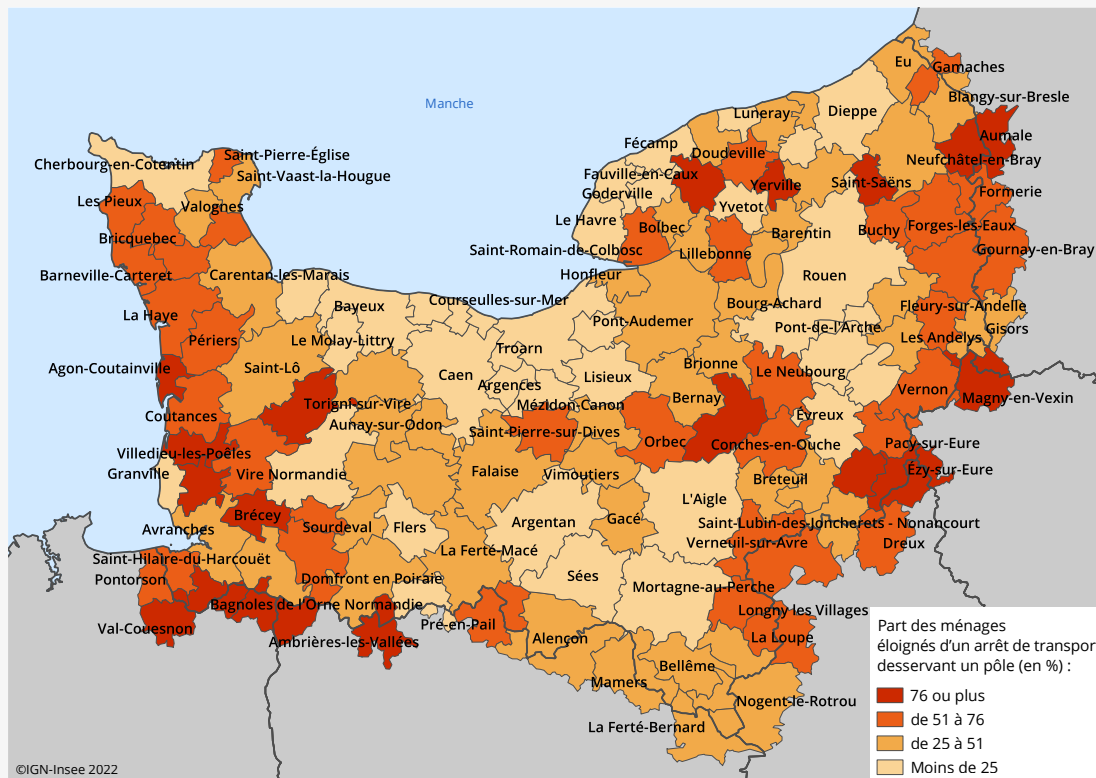 Eu
Gamaches
Manche
Blangy-sur-Bresle
Luneray
Dieppe
Aumale
Fécamp
Doudeville
Cherbourg-en-Cotentin
Saint-Pierre-Église
Neufchâtel-en-Bray
Fauville-en-Caux
Saint-Vaast-la-Hougue
Yerville
Saint-Saëns
Goderville
Formerie
Les Pieux
Valognes
Yvetot
Le Havre
Bolbec
Barentin
Buchy
Forges-les-Eaux
Bricquebec
Saint-Romain-de-Colbosc
Lillebonne
Gournay-en-Bray
Barneville-Carteret
Carentan-les-Marais
Honfleur
Rouen
Courseulles-sur-Mer
Bourg-Achard
Fleury-sur-Andelle
Bayeux
La Haye
Pont-Audemer
Pont-de-l'Arche
Gisors
Périers
Le Molay-Littry
Troarn
Les Andelys
Agon-Coutainville
Saint-Lô
Brionne
Le Neubourg
Caen
Argences
Lisieux
Vernon
Magny-en-Vexin
Torigni-sur-Vire
Mézidon-Canon
Bernay
Coutances
Évreux
Aunay-sur-Odon
Saint-Pierre-sur-Dives
Orbec
Conches-en-Ouche
Pacy-sur-Eure
Villedieu-les-Poêles
Granville
Vire Normandie
Falaise
Vimoutiers
Ézy-sur-Eure
Breteuil
L'Aigle
Brécey
Avranches
Sourdeval
Flers
Argentan
Gacé
Saint-Lubin-des-Joncherets - Nonancourt
Verneuil-sur-Avre
Dreux
La Ferté-Macé
Saint-Hilaire-du-Harcouët
Pontorson
Domfront en Poiraie
Sées
Mortagne-au-Perche
Bagnoles de l'Orne Normandie
Longny les Villages
Val-Couesnon
Pré-en-Pail
Ambrières-les-Vallées
Alençon
La Loupe
Bellême
Mamers
Nogent-le-Rotrou
La Ferté-Bernard
Part des ménages
éloignés d’un arrêt de transpor
desservant un pôle (en %) :
76 ou plus
de 51 à 76
de 25 à 51
Moins de 25
©IGN-Insee 2022